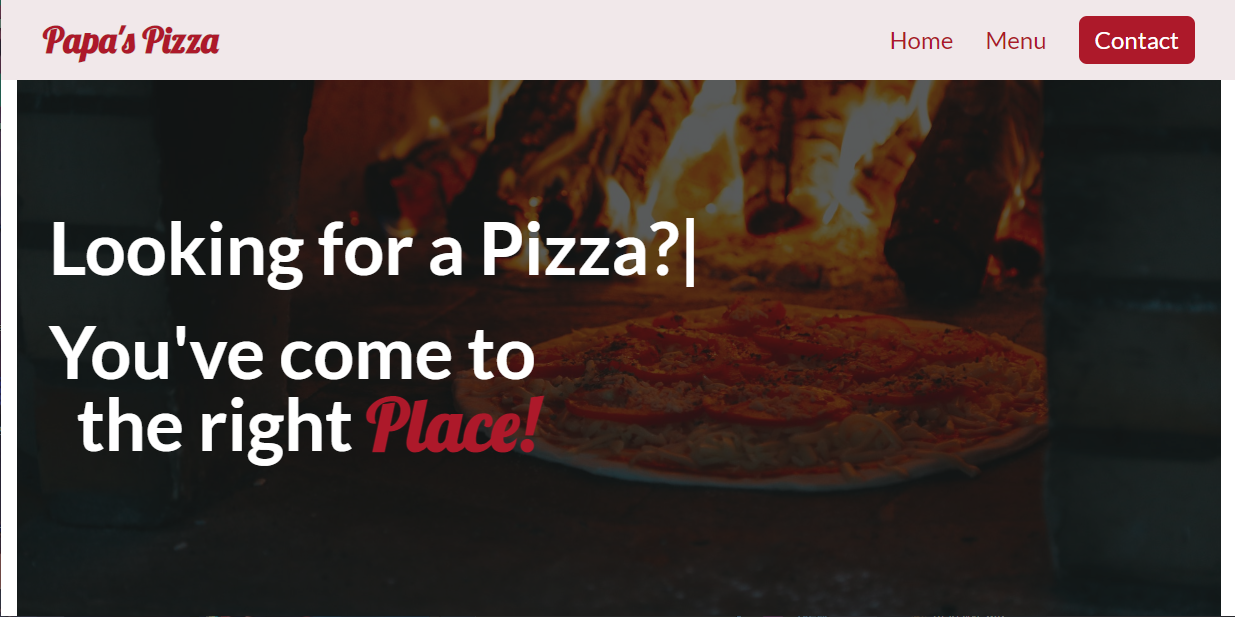 Papa's Pizza
Home Menu Contact
Looking for a Pizza?|
You've come to
the right Place!